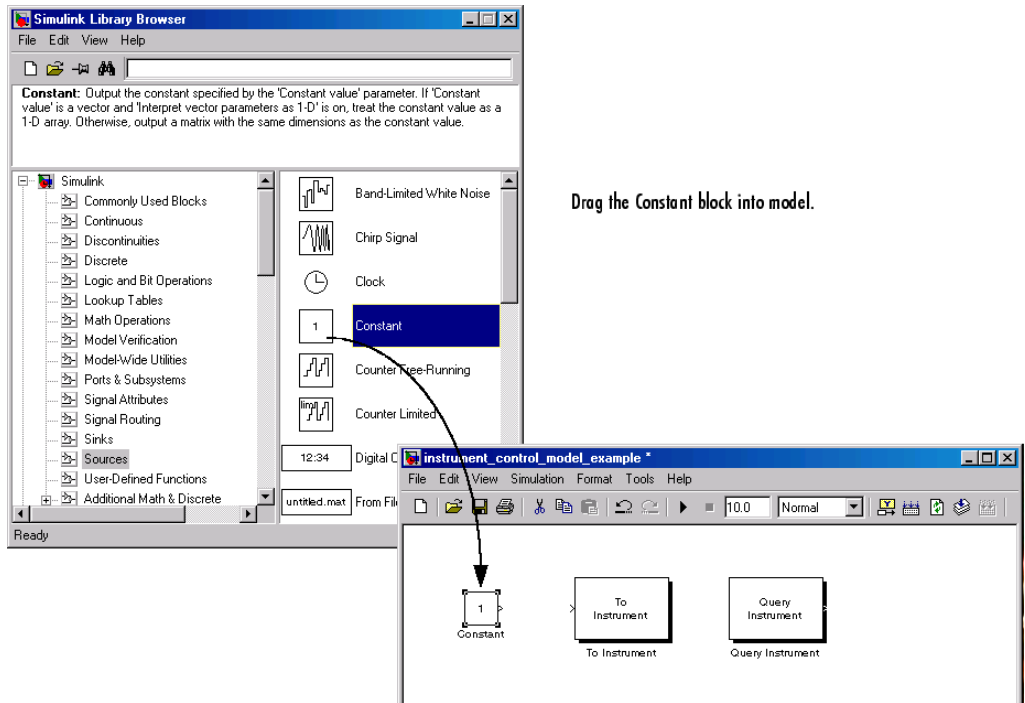 Simulink Library Browser
File Edit View Help
Constant: Output the constant specified by the 'Constant value' parameter. If 'Constant
value' is a vector and 'Interpret vector parameters as 1-D' is on, treat the constant value as a
1-D array. Otherwise, output a matrix with the same dimensions as the constant value.
Simulink
Commonly Used Blocks
Continuous
Discontinuities
Discrete
Logic and Bit Operations
Lookup Tables
Math Operations
Model Verification
Model-Wide Utilities
Ports & Subsystems
Signal Attributes
Signal Routing
Sinks
Sources
User-Defined Functions
Additional Math & Discrete
Band-Limited White Noise
Chirp Signal
Clock
1
Constant
Counter Free-Running
Counter Limited
12:34
Digital C
untitled.mat
From File
Ready
Drag the Constant block into model.
instrument_control_model_example *
File Edit View Simulation Format Tools Help
10.0
Normal
1
Constant
To
Instrument
To Instrument
Query
Instrument
Query Instrument